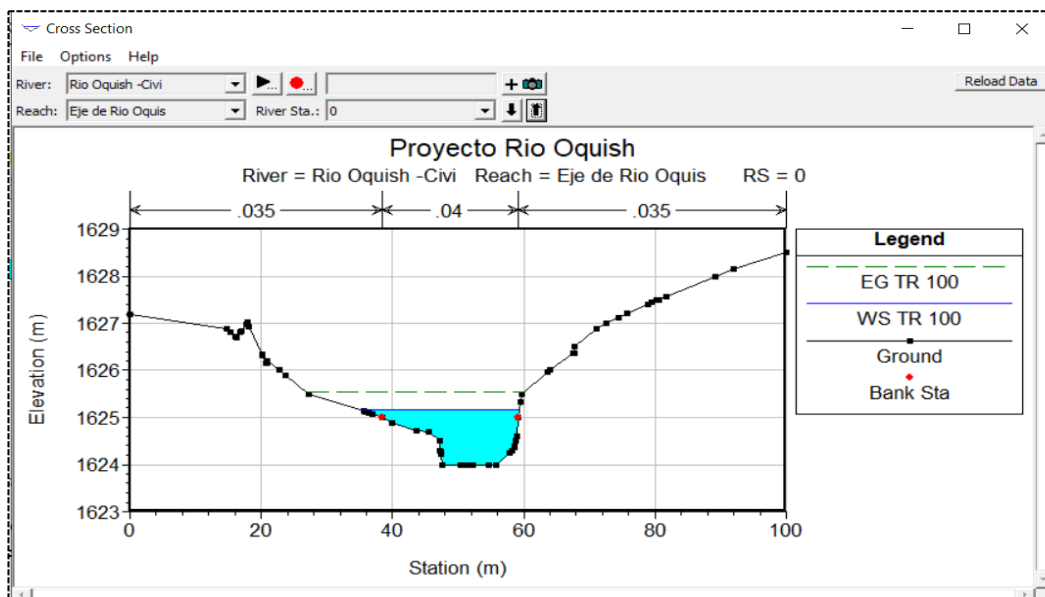 Cross Section
File Options Help
River: Rio Oquish -Civi
Reload Data
Reach: Eje de Rio Oquis River Sta.: 0
Proyecto Rio Oquish
River = Rio Oquish -Civi Reach = Eje de Rio Oquis RS = 0
.035 .04 .035
1629
1628
1627
1626
1625
1624
1623
0 20 40 60 80 100
Elevation (m)
Station (m)
Legend
EG TR 100
WS TR 100
Ground
Bank Sta